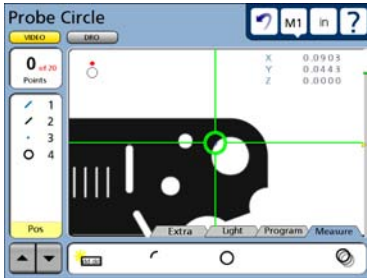 Probe Circle
M1 in ?
VIDEO DRO
0 of 20
Points
X 0.0903
Y 0.0443
Z 0.0000
1
2
3
4
Pos
Extra Light Program Measure